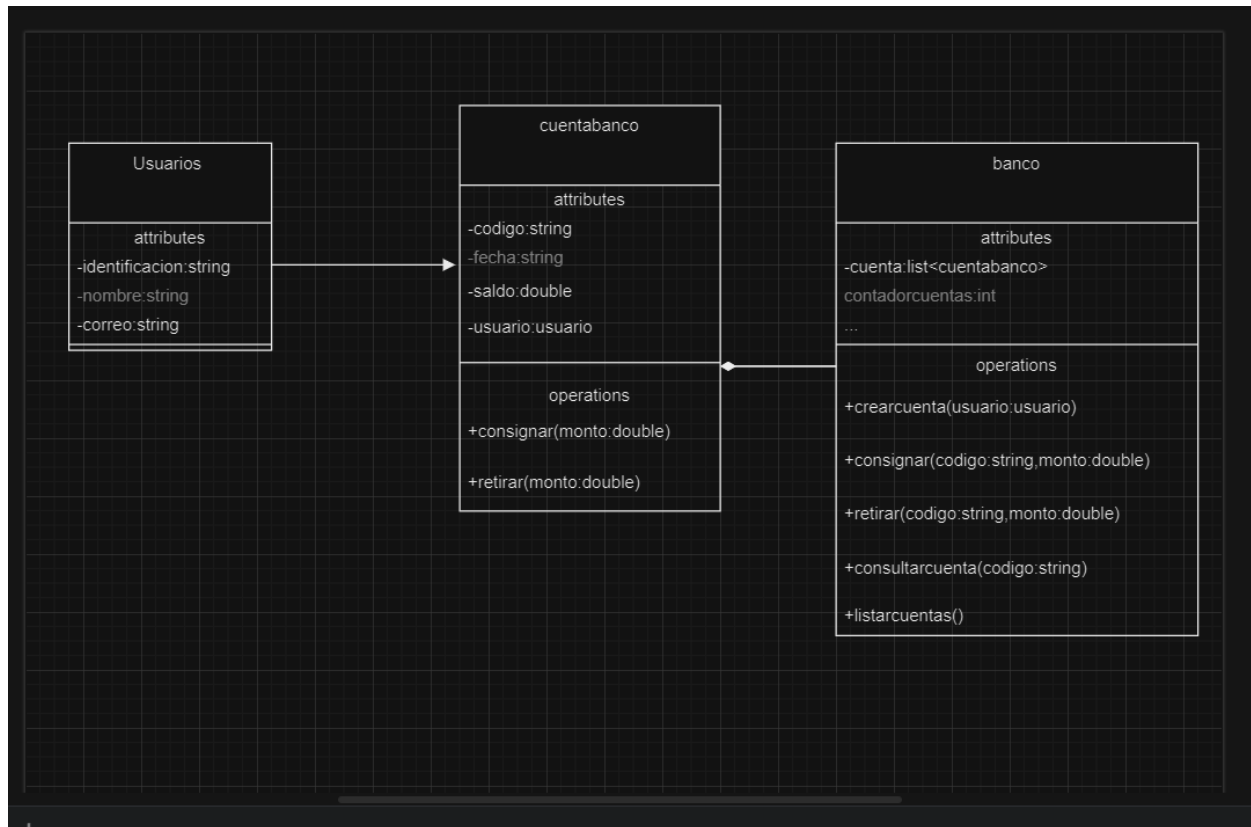 Usuarios
attributes
-identificacion:string
-nombre:string
-correo:string
cuentabanco
attributes
-codigo:string
-fecha:string
-saldo:double
-usuario:usuario
operations
+consignar(monto:double)
+retirar(monto:double)
banco
attributes
-cuenta:list<cuentabanco>
contadorcuentas:int
...
operations
+crearcuenta(usuario:usuario)
+consignar(codigo:string,monto:double)
+retirar(codigo:string,monto:double)
+consultarcuenta(codigo:string)
+listarcuentas()